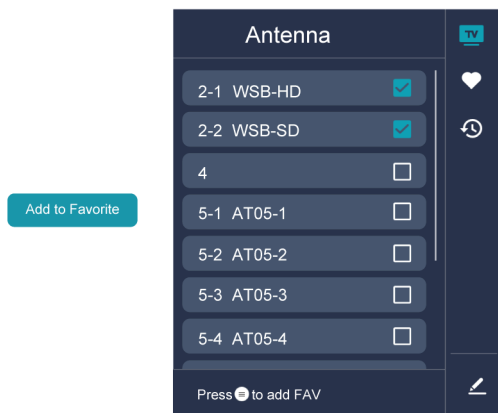 Antenna
TV
2-1 WSB-HD
2-2 WSB-SD
4
5-1 AT05-1
Add to Favorite
5-2 AT05-2
5-3 AT05-3
5-4 AT05-4
Press to add FAV